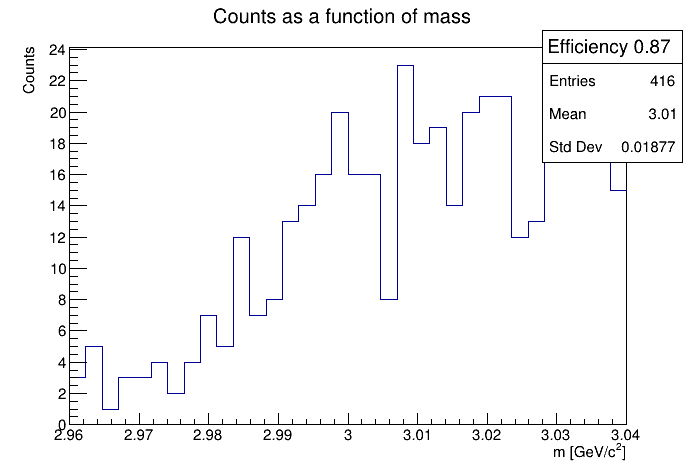 Counts as a function of mass
Efficiency 0.87
Entries 416
Mean 3.01
Std Dev 0.01877
Counts
24
22
20
18
16
14
12
10
8
6
4
2
0
2.96 2.97 2.98 2.99 3 3.01 3.02 3.03 3.04
m [GeV/c²]